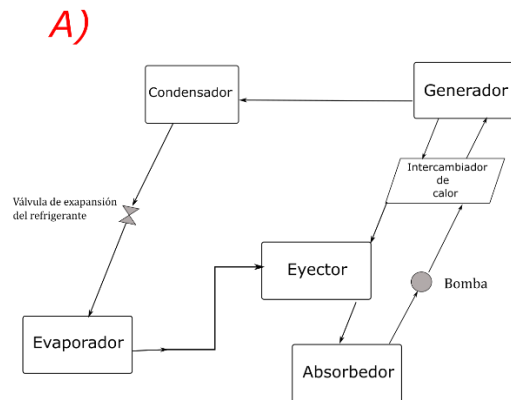 A)
Condensador
Generador
Intercambiador
de
calor
Válvula de exapansión
del refrigerante
Eyector
Bomba
Evaporador
Absorbedor